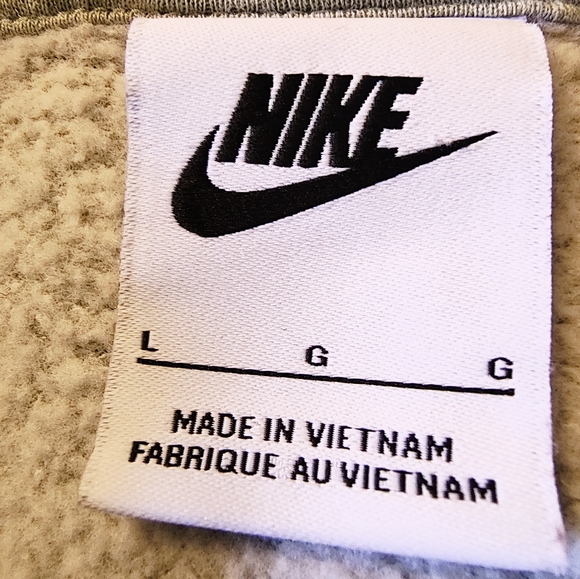 NIKE
L G G
MADE IN VIETNAM
FABRIQUE AU VIETNAM